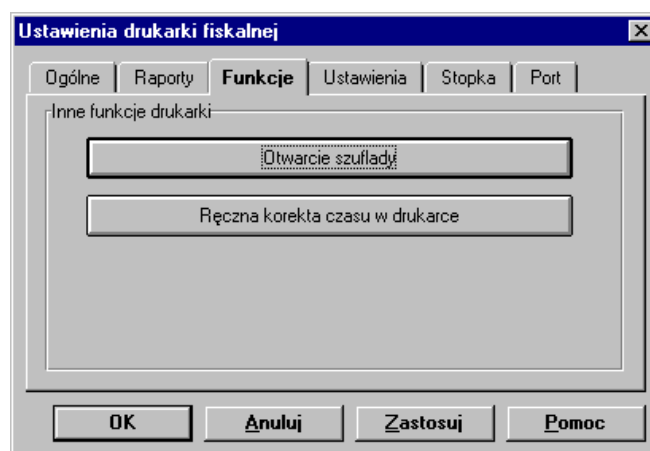 Ustawienia drukarki fiskalnej
Ogólne Raporty Funkcje Ustawienia Stopka Port
Inne funkcje drukarki
Otwarcie szuflady
Ręczna korekta czasu w drukarce
OK Anuluj Zastosuj Pomoc